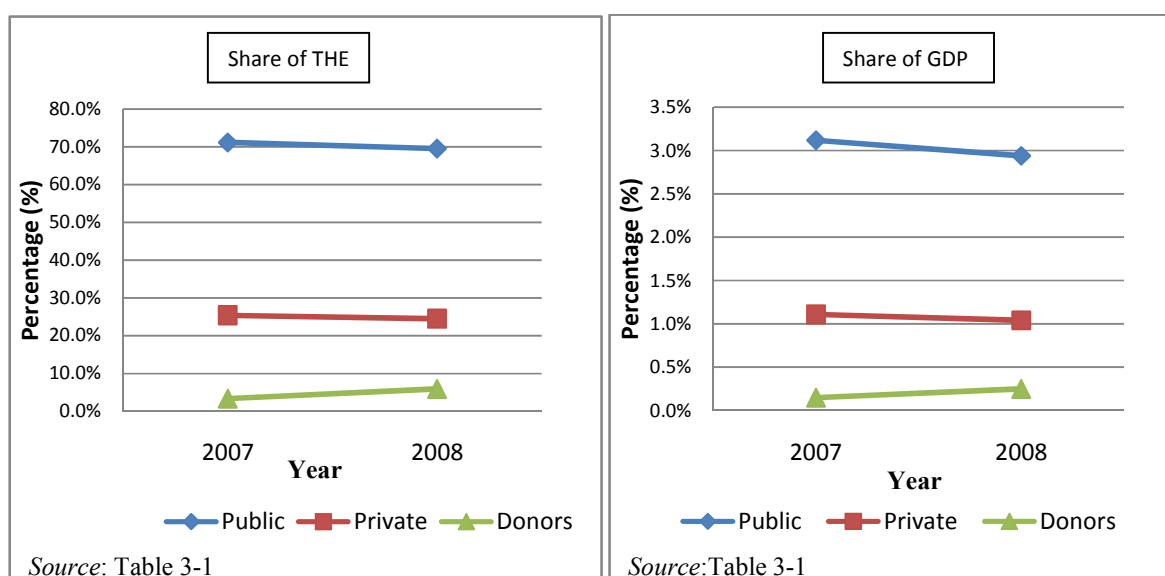 Share of THE
80.0%
70.0%
60.0%
50.0%
40.0%
30.0%
20.0%
10.0%
0.0%
Percentage (%)
2007 2008
Year
Public Private Donors
Source: Table 3-1
Share of GDP
3.5%
3.0%
2.5%
2.0%
1.5%
1.0%
0.5%
0.0%
Percentage (%)
2007 2008
Year
Public Private Donors
Source:Table 3-1